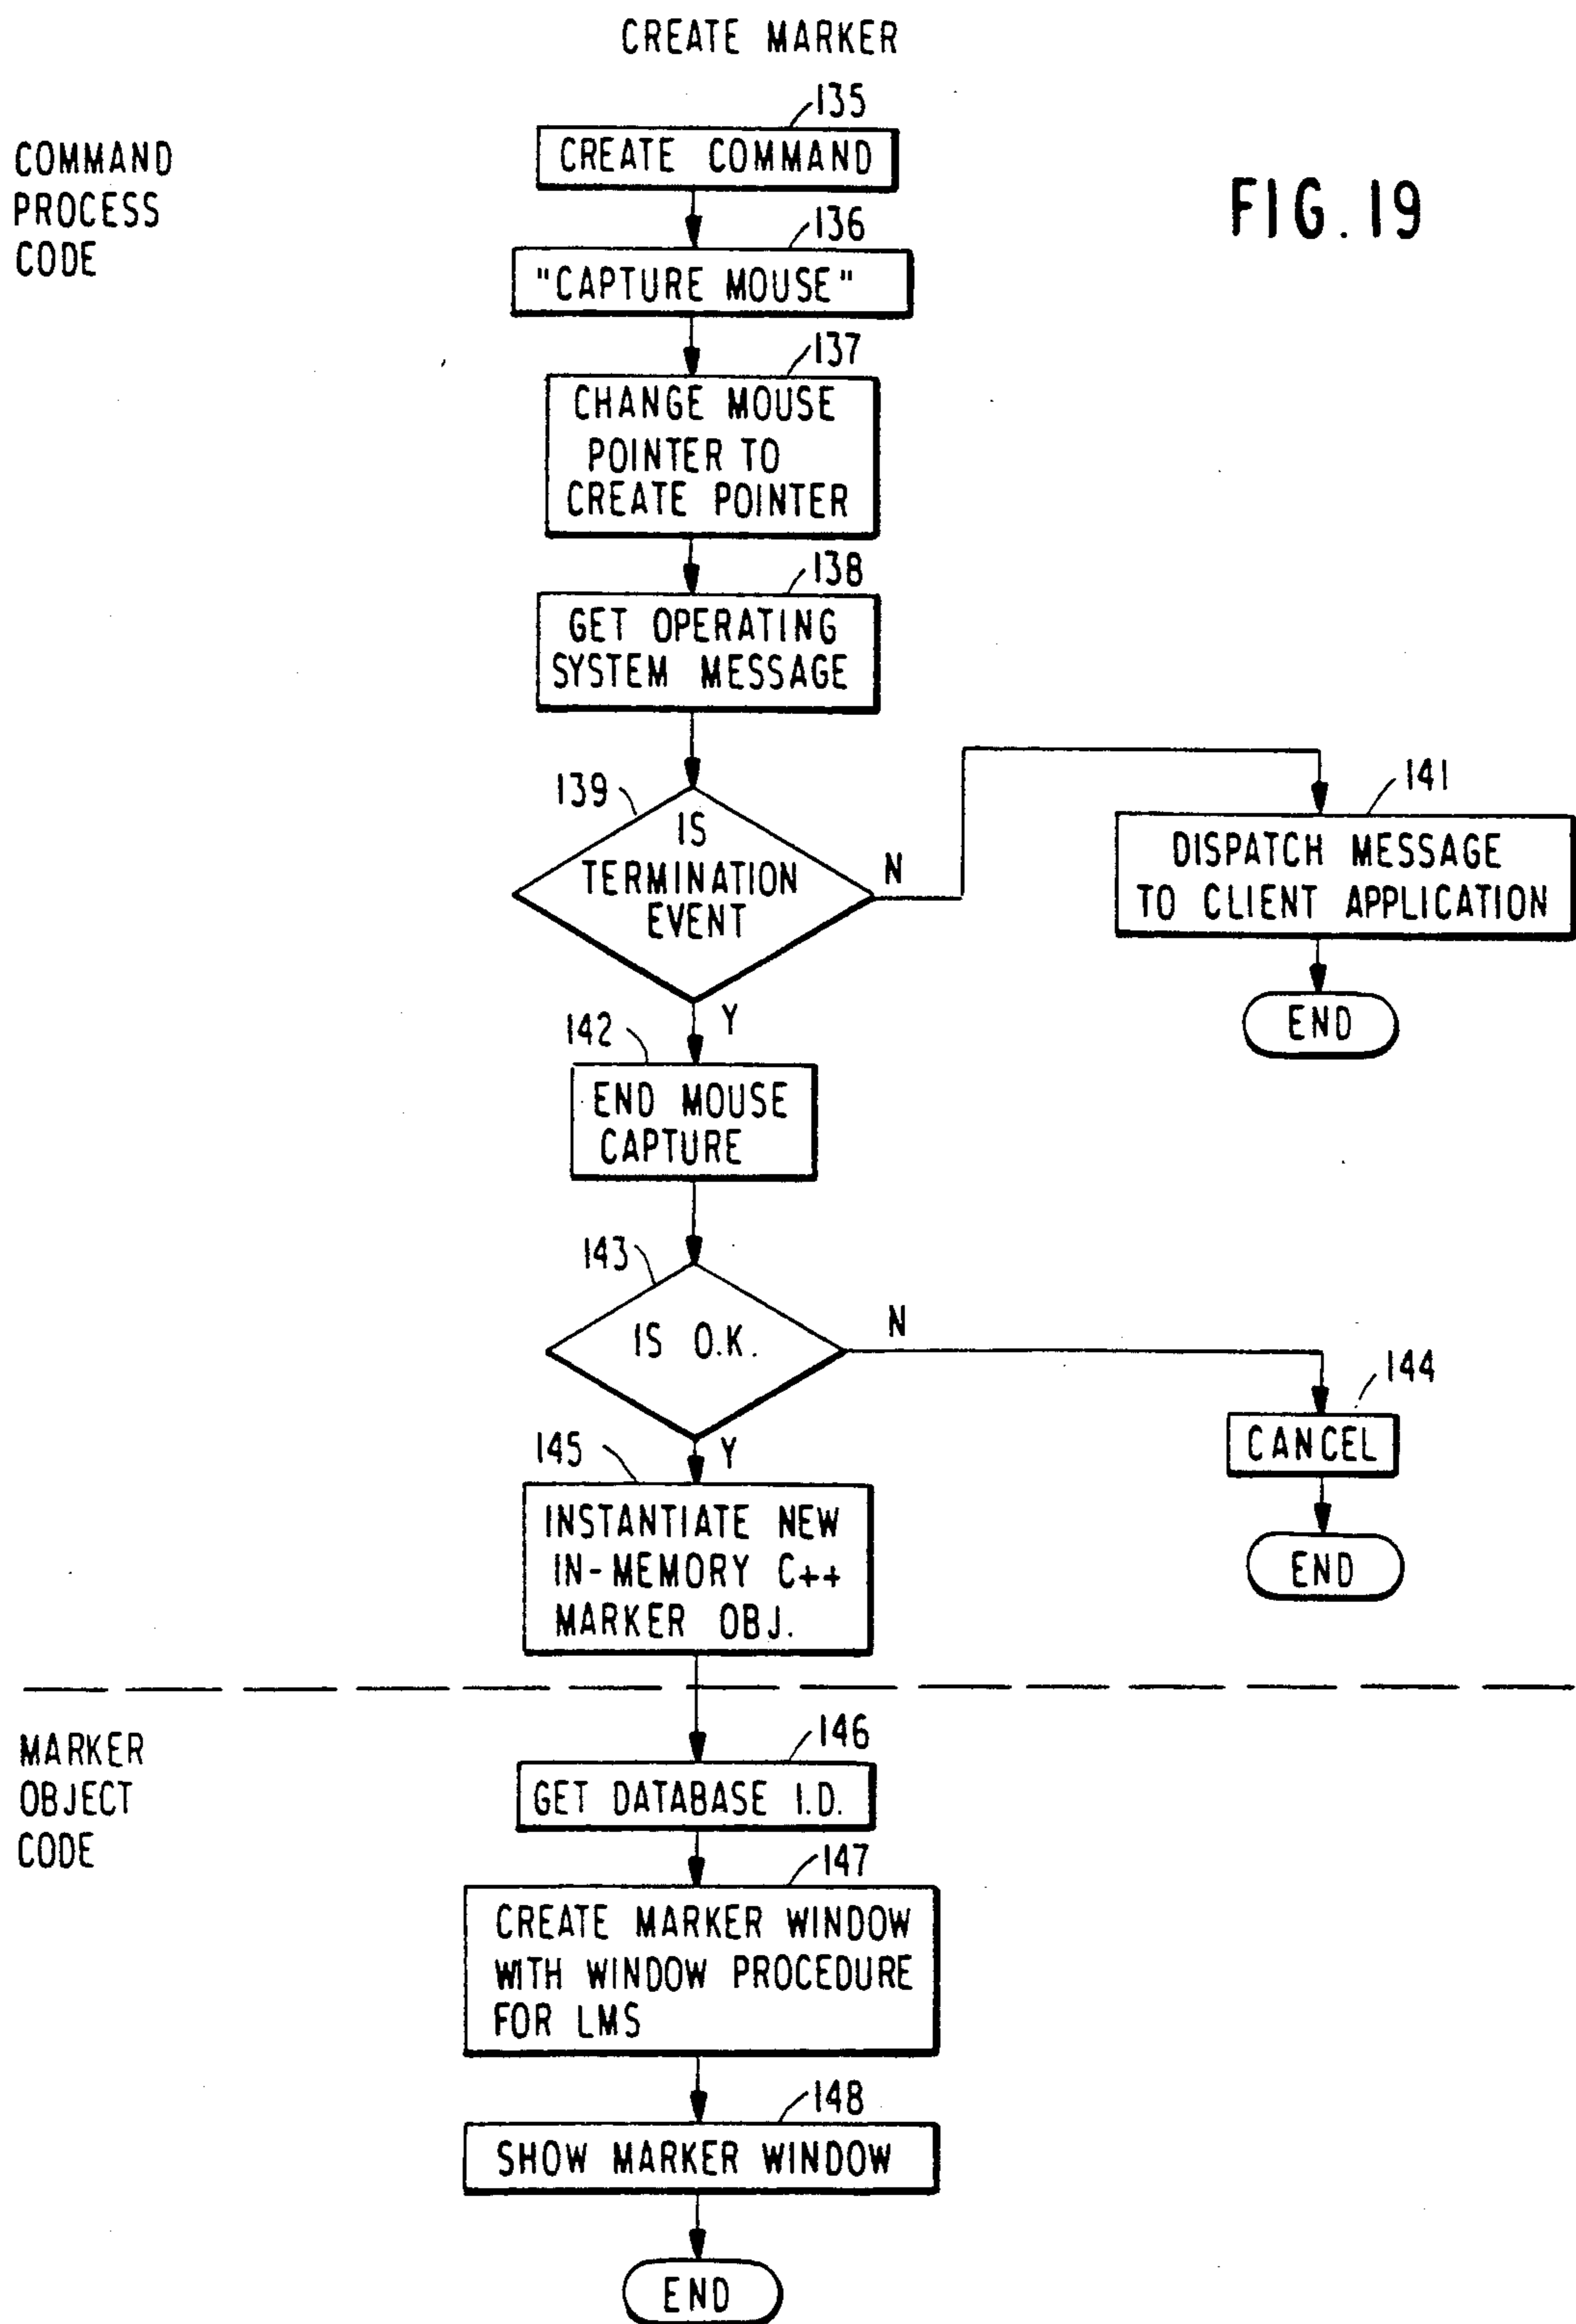 CREATE MARKER
COMMAND
PROCESS
CODE
FIG. 19
135
CREATE COMMAND
136
"CAPTURE MOUSE"
137
CHANGE MOUSE
POINTER TO
CREATE POINTER
138
GET OPERATING
SYSTEM MESSAGE
139
IS
TERMINATION
EVENT
N
141
DISPATCH MESSAGE
TO CLIENT APPLICATION
END
Y
142
END MOUSE
CAPTURE
143
IS O.K.
N
144
CANCEL
END
Y
145
INSTANTIATE NEW
IN-MEMORY C++
MARKER OBJ.
MARKER
OBJECT
CODE
146
GET DATABASE I.D.
147
CREATE MARKER WINDOW
WITH WINDOW PROCEDURE
FOR LMS
148
SHOW MARKER WINDOW
END